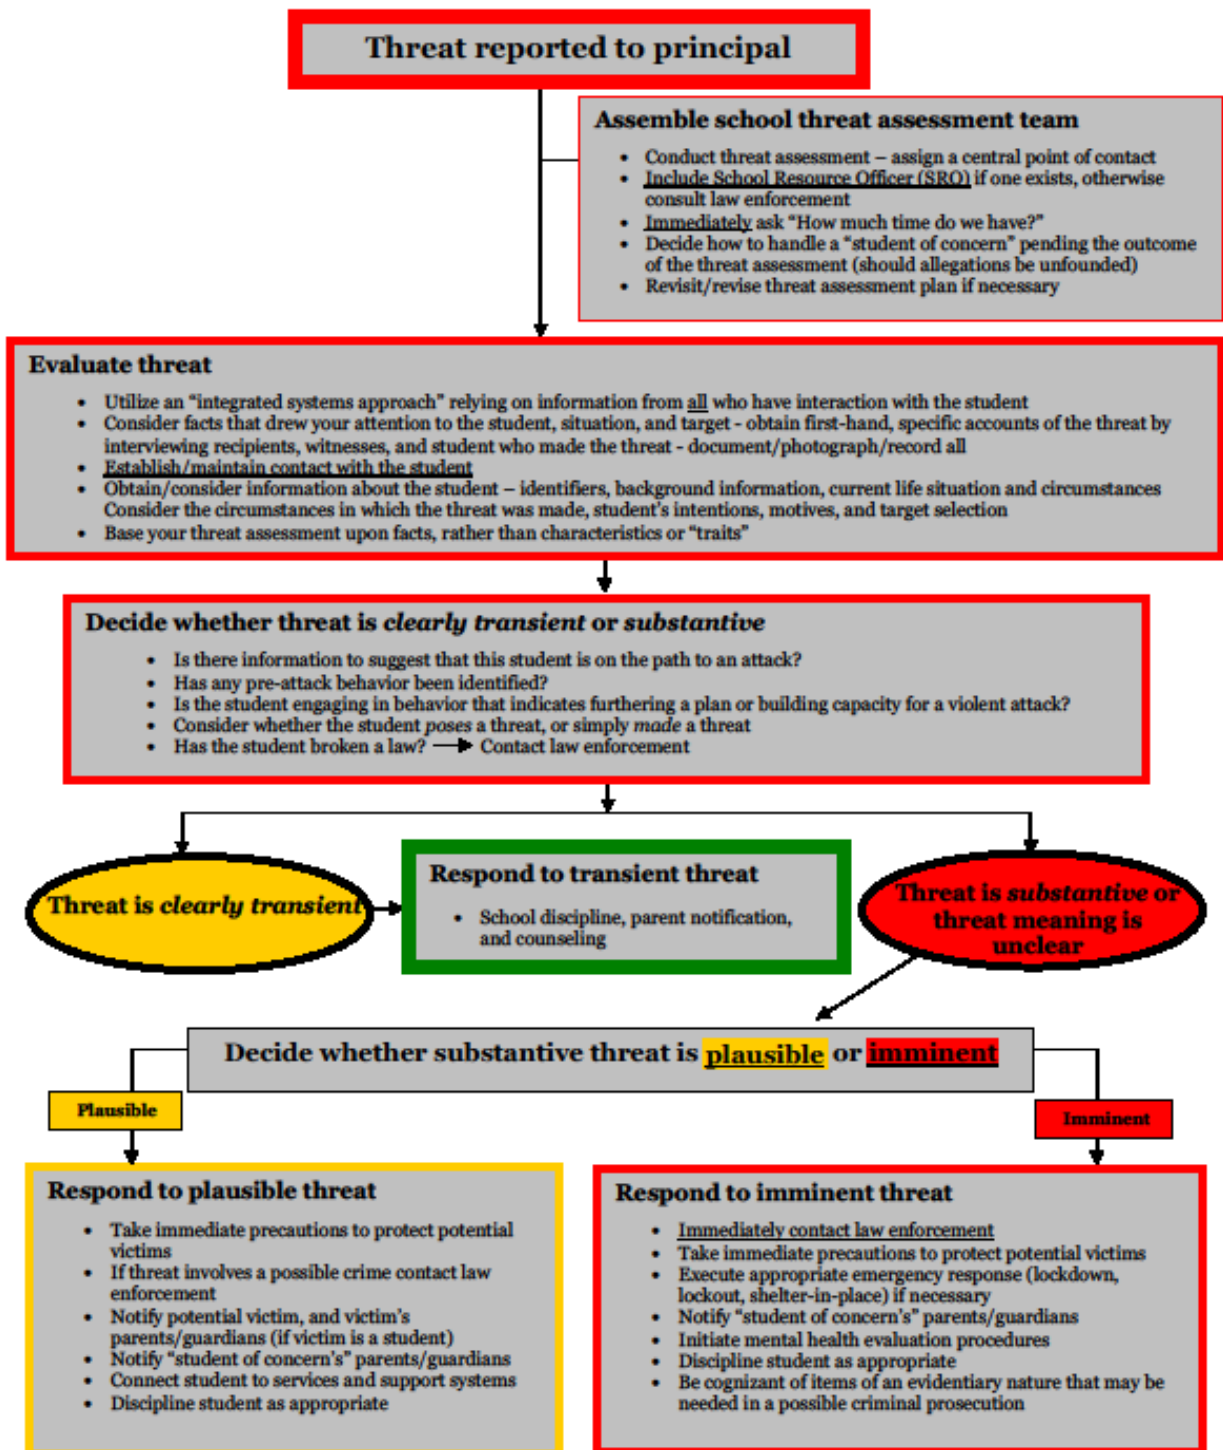 Threat reported to principal
Assemble school threat assessment team
• Conduct threat assessment – assign a central point of contact
• Include School Resource Officer (SRO) if one exists, otherwise
consult law enforcement
• Immediately ask “How much time do we have?”
• Decide how to handle a “student of concern” pending the outcome
of the threat assessment (should allegations be unfounded)
• Revisit/revise threat assessment plan if necessary
Evaluate threat
• Utilize an “integrated systems approach” relying on information from all who have interaction with the student
• Consider facts that drew your attention to the student, situation, and target - obtain first-hand, specific accounts of the threat by
interviewing recipients, witnesses, and student who made the threat - document/photograph/record all
• Establish/maintain contact with the student
• Obtain/consider information about the student – identifiers, background information, current life situation and circumstances
Consider the circumstances in which the threat was made, student’s intentions, motives, and target selection
• Base your threat assessment upon facts, rather than characteristics or “traits”
Decide whether threat is clearly transient or substantive
• Is there information to suggest that this student is on the path to an attack?
• Has any pre-attack behavior been identified?
• Is the student engaging in behavior that indicates furthering a plan or building capacity for a violent attack?
• Consider whether the student poses a threat, or simply made a threat
• Has the student broken a law? → Contact law enforcement
Threat is clearly transient
Respond to transient threat
• School discipline, parent notification,
and counseling
Threat is substantive or
threat meaning is
unclear
Decide whether substantive threat is plausible or imminent
Plausible
Imminent
Respond to plausible threat
• Take immediate precautions to protect potential
victims
• If threat involves a possible crime contact law
enforcement
• Notify potential victim, and victim’s
parents/guardians (if victim is a student)
• Notify “student of concern’s” parents/guardians
• Connect student to services and support systems
• Discipline student as appropriate
Respond to imminent threat
• Immediately contact law enforcement
• Take immediate precautions to protect potential victims
• Execute appropriate emergency response (lockdown,
lockout, shelter-in-place) if necessary
• Notify “student of concern’s” parents/guardians
• Initiate mental health evaluation procedures
• Discipline student as appropriate
• Be cognizant of items of an evidentiary nature that may be
needed in a possible criminal prosecution